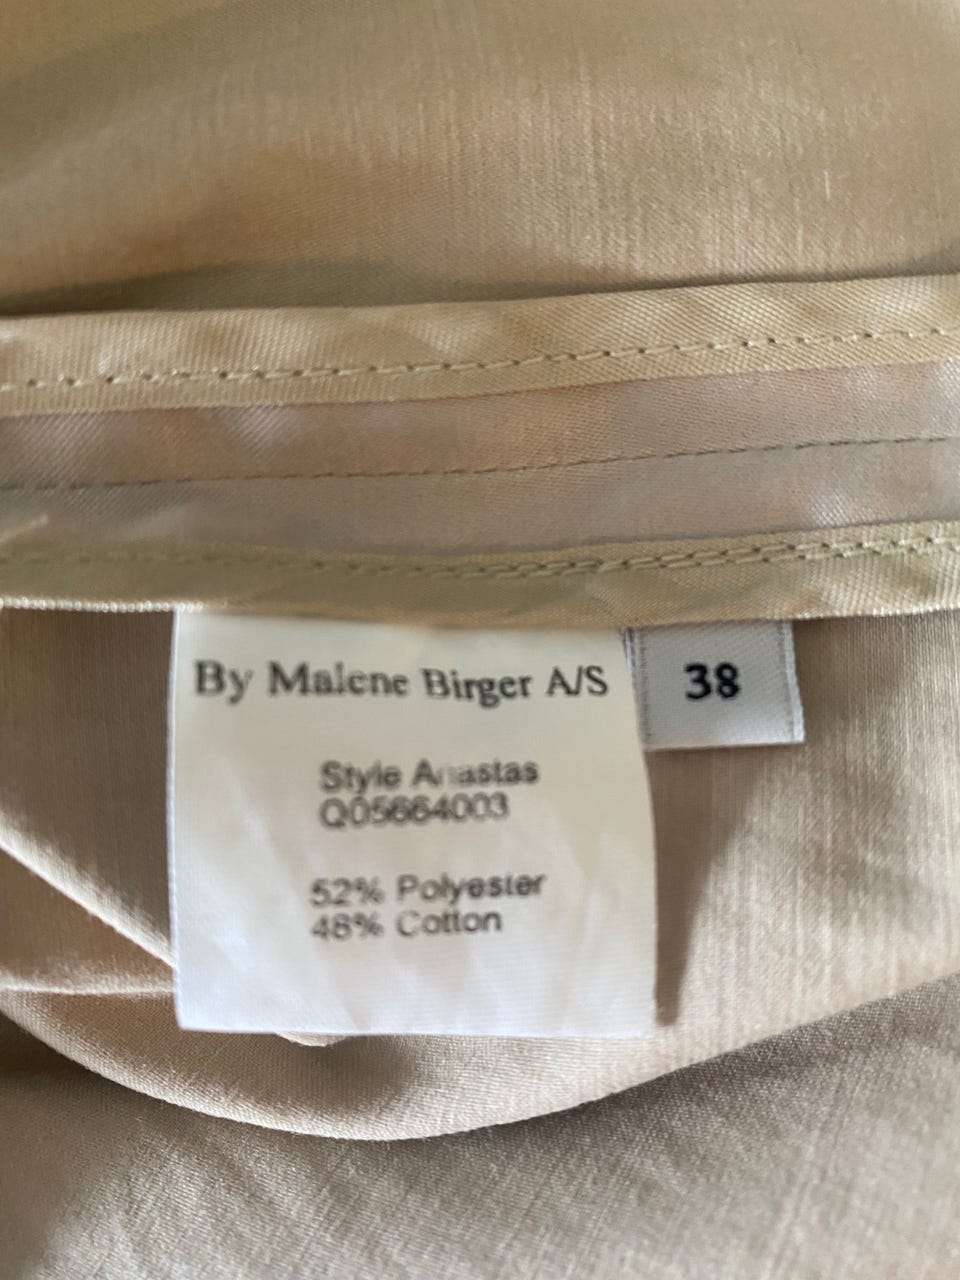 By Malene Birger A/S
38
Style Anastas
Q05664003
52% Polyester
48% Cotton